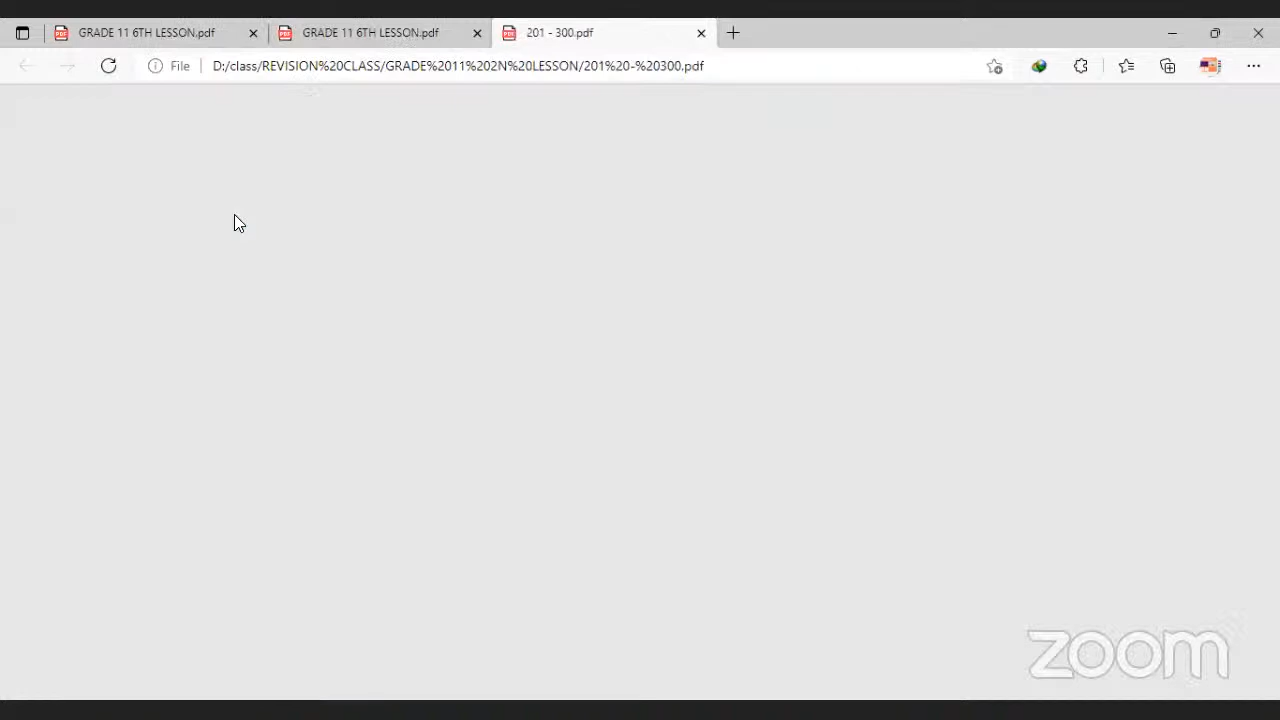 GRADE 11 6TH LESSON.pdf
GRADE 11 6TH LESSON.pdf
201 - 300.pdf
File
D:/class/REVISION%20CLASS/GRADE%2011%202N%20LESSON/201%20-%20300.pdf
zoom